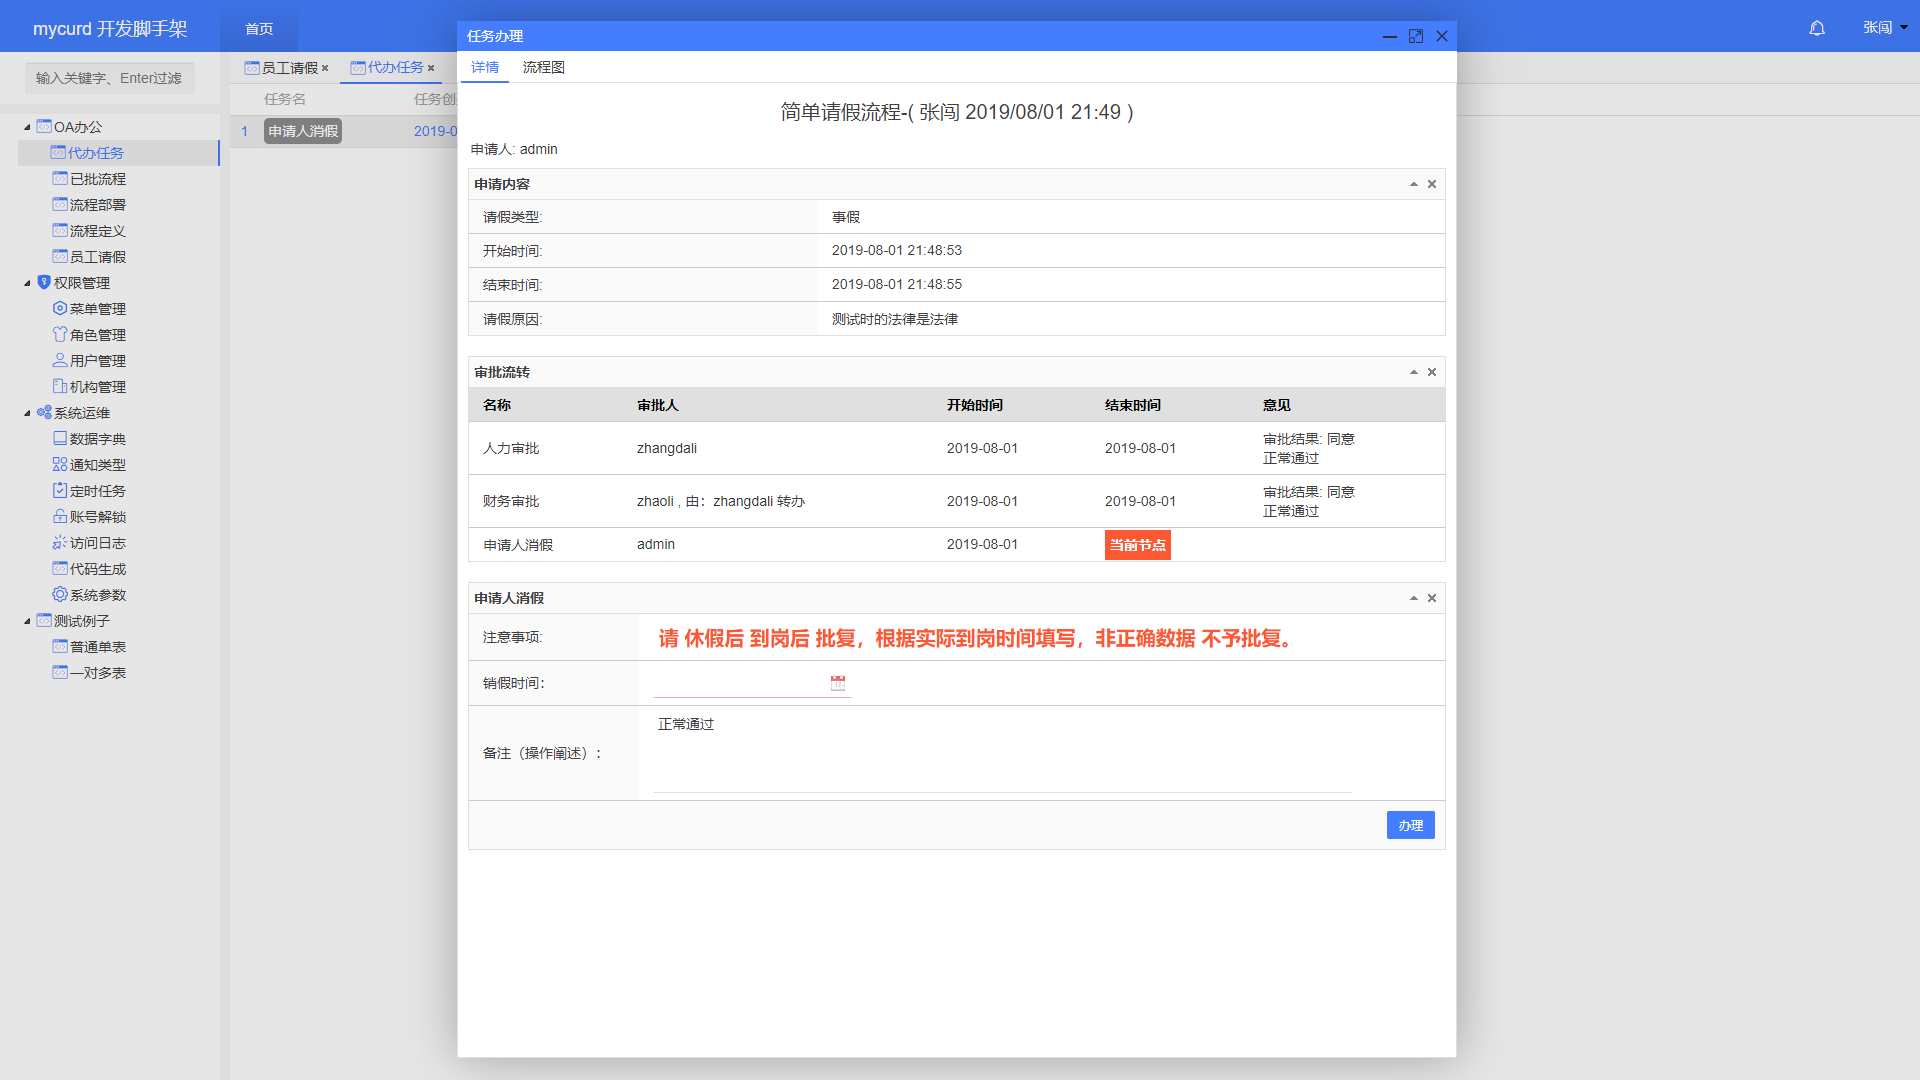 mycurd 开发脚手架
首页
张闯
输入关键字、Enter过滤
OA办公
代办任务
已批流程
流程部署
流程定义
员工请假
权限管理
菜单管理
角色管理
用户管理
机构管理
系统运维
数据字典
通知类型
定时任务
账号解锁
访问日志
代码生成
系统参数
测试例子
普通单表
一对多表
员工请假 代办任务
任务名 任务创
1 申请人消假 2019-0
任务办理
详情 流程图
简单请假流程-( 张闯 2019/08/01 21:49 )
申请人: admin
申请内容
请假类型: 事假
开始时间: 2019-08-01 21:48:53
结束时间: 2019-08-01 21:48:55
请假原因: 测试时的法律是法律
审批流转
名称 审批人 开始时间 结束时间 意见
人力审批 zhangdali 2019-08-01 2019-08-01 审批结果: 同意
正常通过
财务审批 zhaoli , 由：zhangdali 转办 2019-08-01 2019-08-01 审批结果: 同意
正常通过
申请人消假 admin 2019-08-01 当前节点
申请人消假
注意事项: 请 休假后 到岗后 批复，根据实际到岗时间填写，非正确数据 不予批复。
销假时间：
备注（操作阐述）： 正常通过
办理